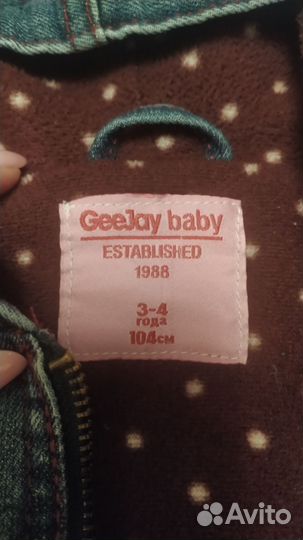 GeeJay baby
ESTABLISHED
1988
3-4
года
104см
Avito